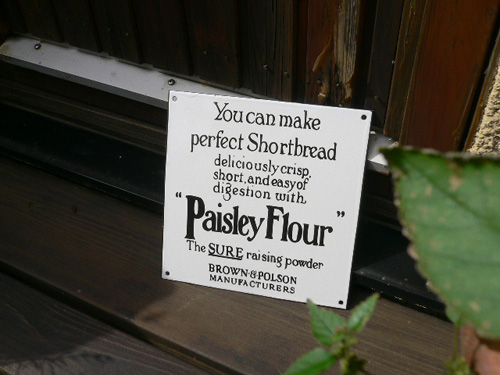 You can make
perfect Shortbread
deliciously crisp,
short, and easy of
digestion with
"Paisley Flour"
The SURE raising powder
BROWN & POLSON
MANUFACTURERS